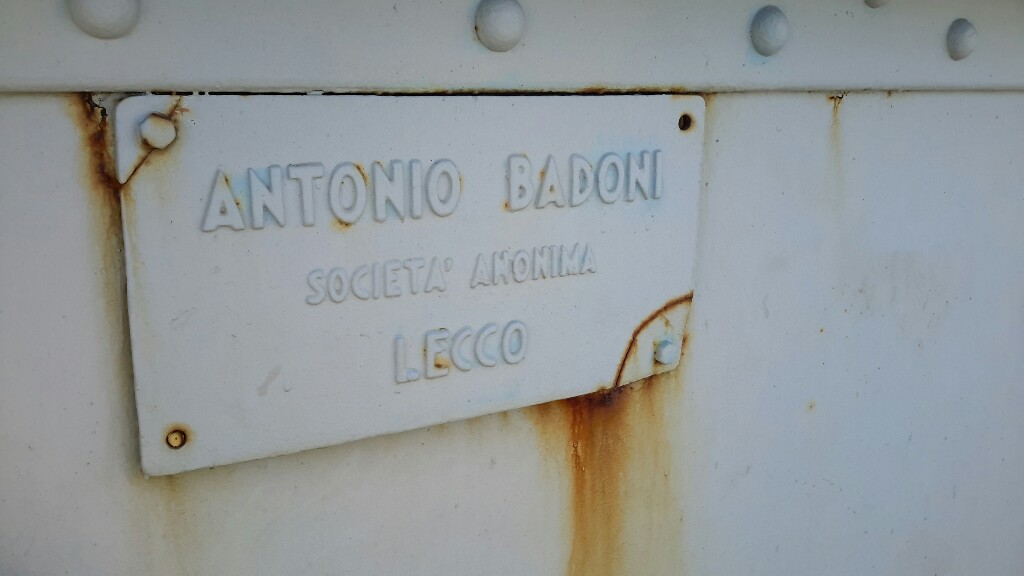 ANTONIO BADONI
SOCIETA' ANONIMA
LECCO